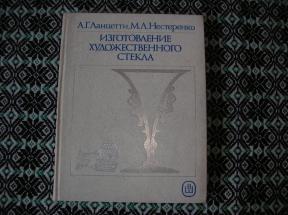 А.Г.Ланцетти, М.Л.Нестеренко
ИЗГОТОВЛЕНИЕ
ХУДОЖЕСТВЕННОГО
СТЕКЛА